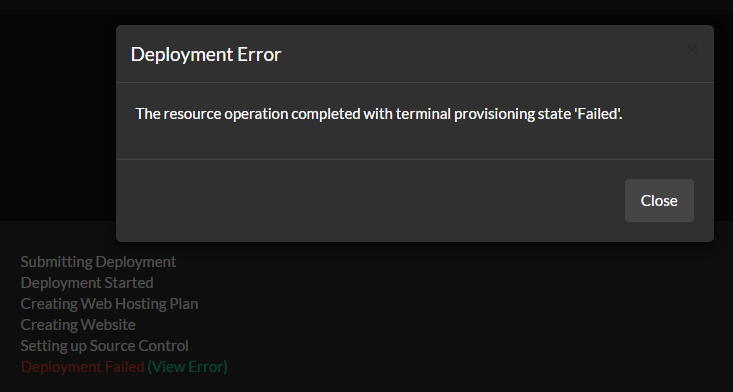 Deployment Error
×
The resource operation completed with terminal provisioning state 'Failed'.
Close
Submitting Deployment
Deployment Started
Creating Web Hosting Plan
Creating Website
Setting up Source Control
Deployment Failed (View Error)